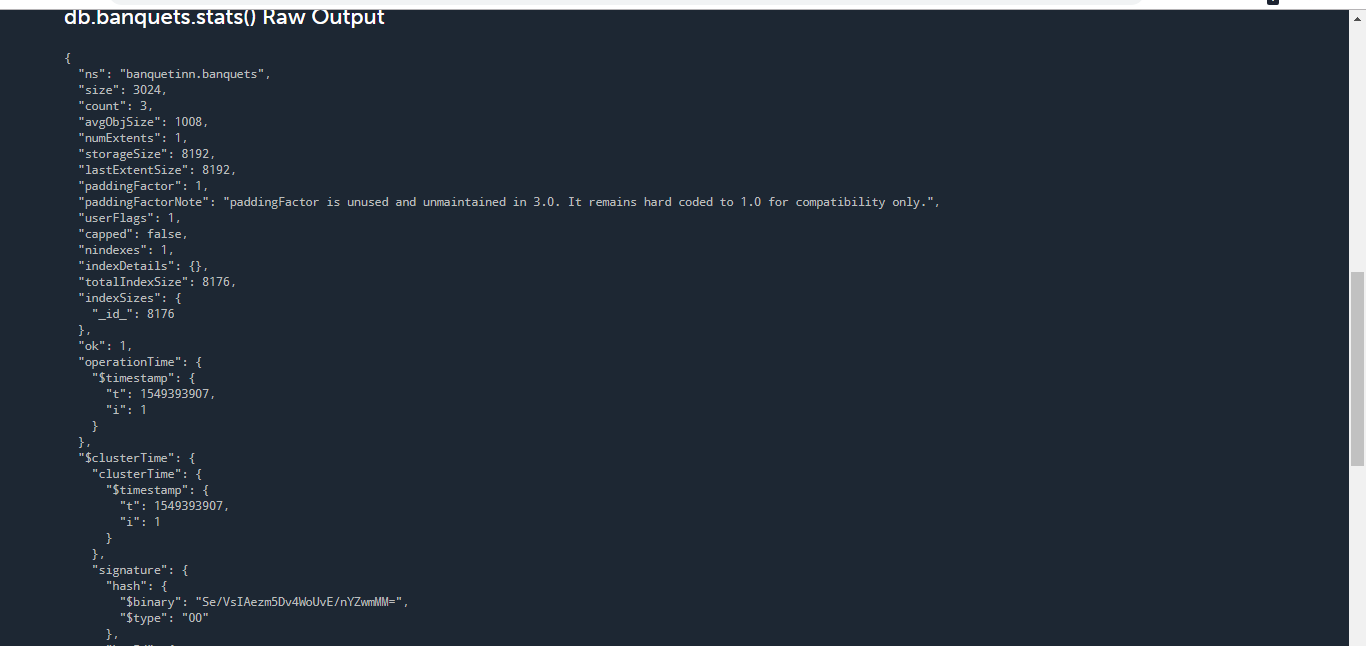 db.banquets.stats() Raw Output
{
"ns": "banquetinn.banquets",
"size": 3024,
"count": 3,
"avgObjSize": 1008,
"numExtents": 1,
"storageSize": 8192,
"lastExtentSize": 8192,
"paddingFactor": 1,
"paddingFactorNote": "paddingFactor is unused and unmaintained in 3.0. It remains hard coded to 1.0 for compatibility only.",
"userFlags": 1,
"capped": false,
"nindexes": 1,
"indexDetails": {},
"totalIndexSize": 8176,
"indexSizes": {
"_id_": 8176
},
"ok": 1,
"operationTime": {
"$timestamp": {
"t": 1549393907,
"i": 1
}
},
"$clusterTime": {
"clusterTime": {
"$timestamp": {
"t": 1549393907,
"i": 1
}
},
"signature": {
"hash": {
"$binary": "Se/VsIAezm5Dv4WoUvE/nYZwmMM=",
"$type": "00"
},